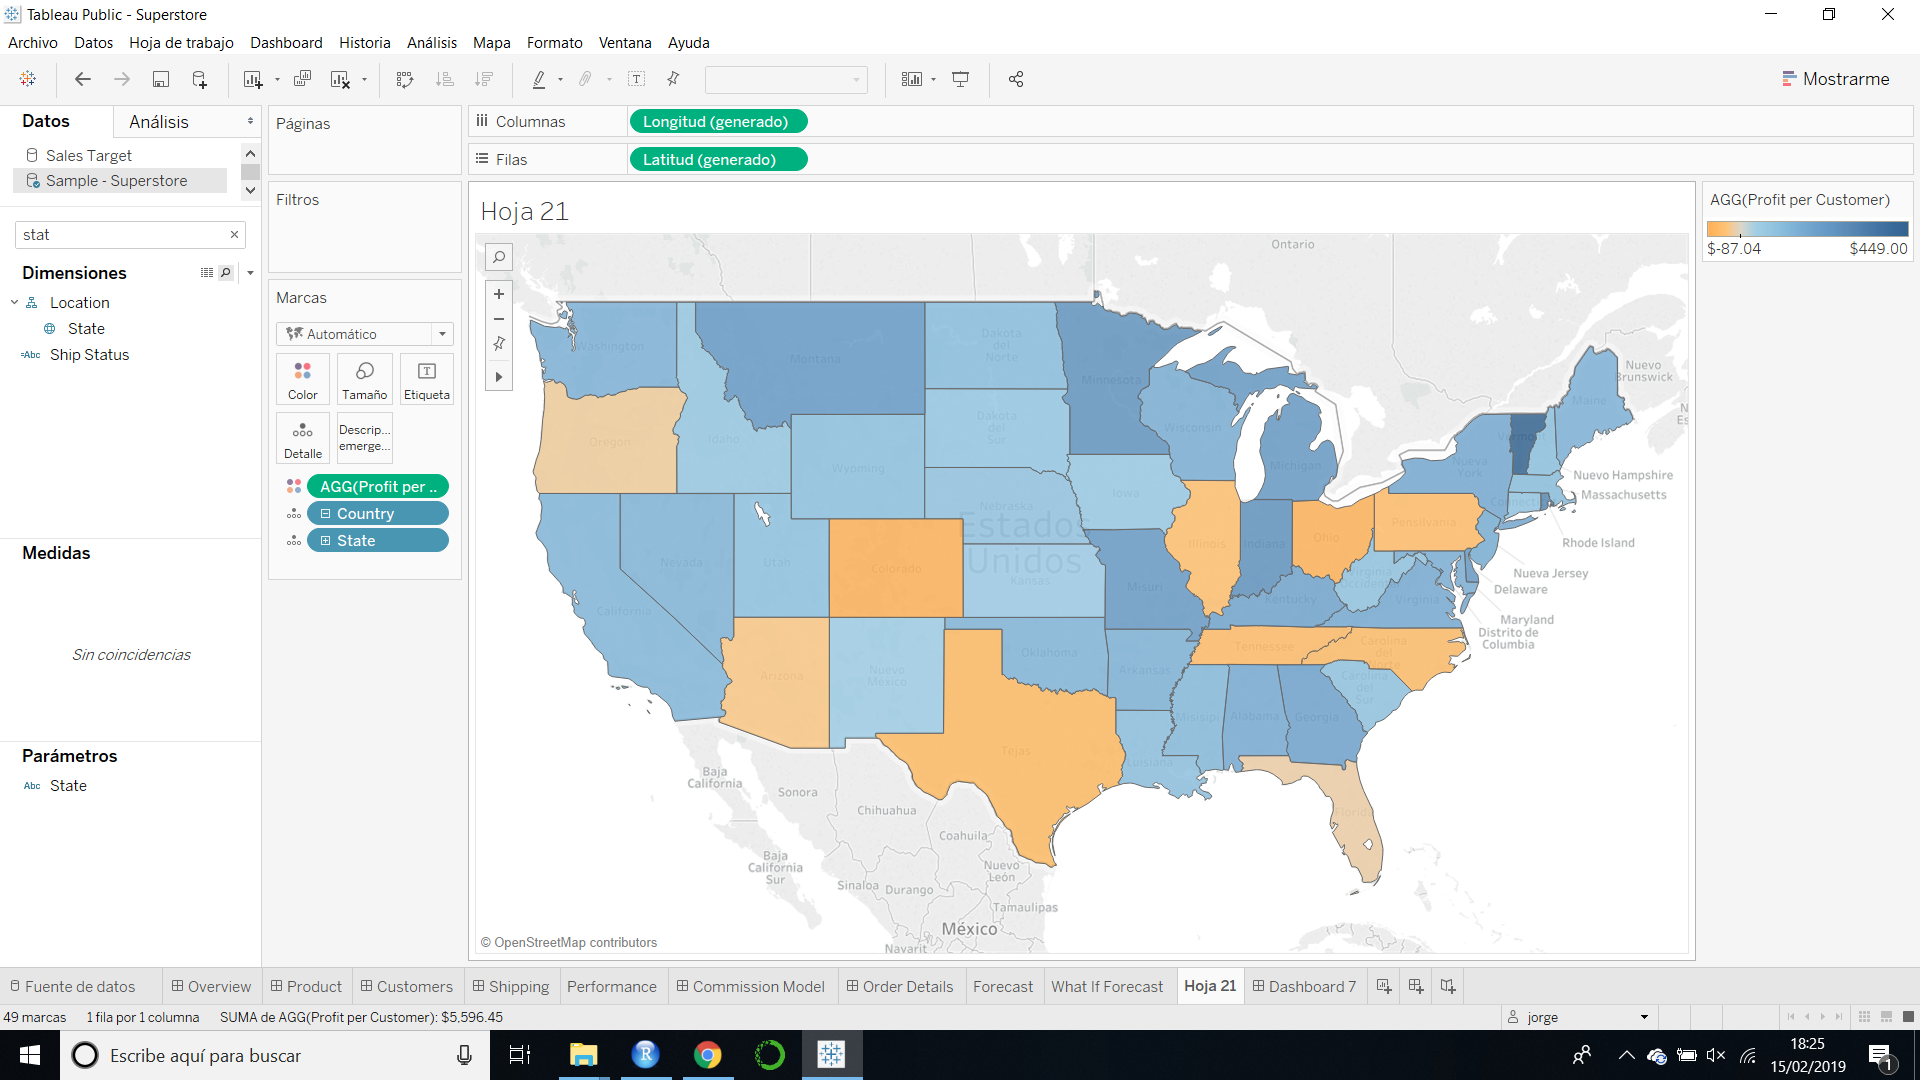 Tableau Public - Superstore
Archivo Datos Hoja de trabajo Dashboard Historia Análisis Mapa Formato Ventana Ayuda
Mostrarme
Datos Análisis
Sales Target
Sample - Superstore
stat
Dimensiones
Location
State
Abc Ship Status
Medidas
Sin coincidencias
Parámetros
Abc State
Páginas
Filtros
Marcas
Automático
Color Tamaño Etiqueta
Detalle Descrip... emerge...
AGG(Profit per ..
Country
State
Columnas Longitud (generado)
Filas Latitud (generado)
Hoja 21
Ontario
Washington
Montana
Dakota del Norte
Minnesota
Nuevo Brunswick
Maine
Oregon
Idaho
Dakota del Sur
Wisconsin
Michigan
Nueva York
Vermont
Nuevo Hampshire
Massachusetts
Wyoming
Iowa
Nebraska
Estados Unidos
Pensilvania
Rhode Island
Illinois
Indiana
Ohio
Nueva Jersey
Delaware
Nevada
Utah
Colorado
Kansas
Misuri
Kentucky
Virginia Occidental
Virginia
Maryland
Distrito de Columbia
California
Arizona
Nuevo México
Oklahoma
Arkansas
Tennessee
Carolina del Norte
Carolina del Sur
Misisipi
Alabama
Georgia
Tejas
Luisiana
Florida
Baja California
Sonora
Chihuahua
Coahuila
Baja California Sur
Sinaloa
Durango
Nuevo León
Tamaulipas
México
Navarit
© OpenStreetMap contributors
AGG(Profit per Customer)
$-87.04 $449.00
Fuente de datos Overview Product Customers Shipping Performance Commission Model Order Details Forecast What If Forecast Hoja 21 Dashboard 7
49 marcas 1 fila por 1 columna SUMA de AGG(Profit per Customer): $5,596.45 jorge
Escribe aquí para buscar
18:25
15/02/2019
1